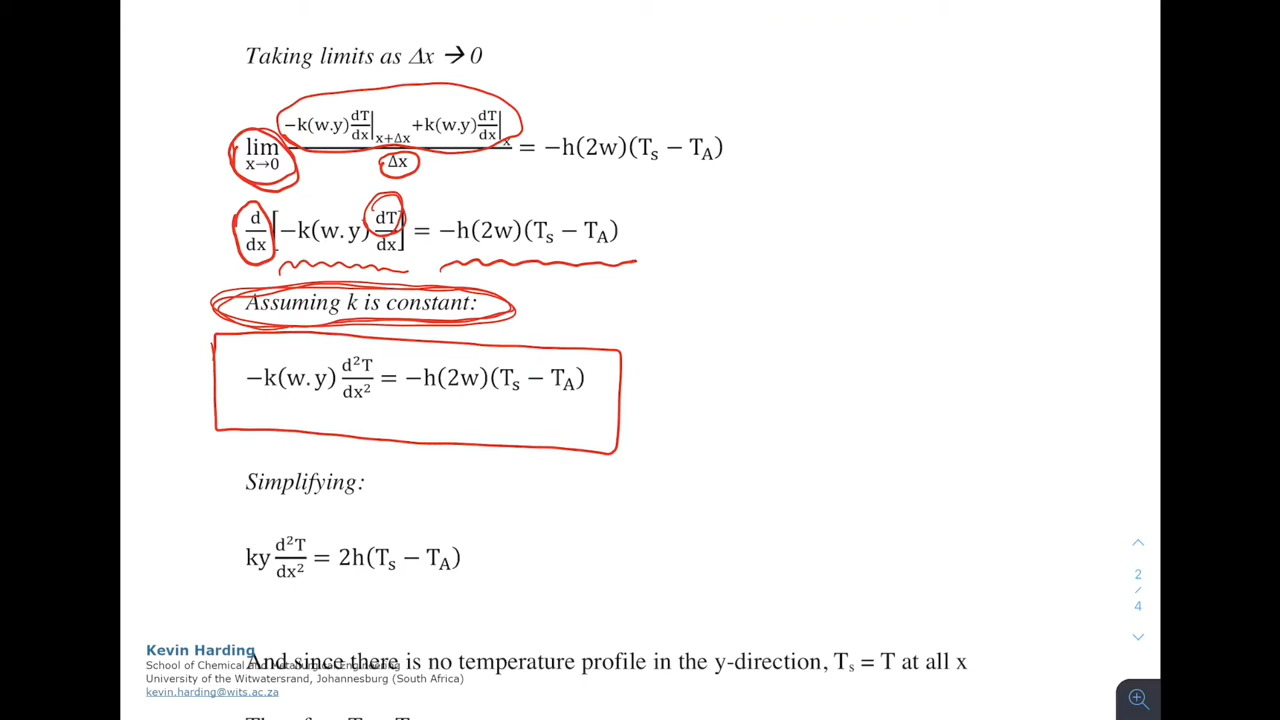 Taking limits as Δx → 0
lim x→0 −k(w.y) dT/dx|x+Δx +k(w.y) dT/dx|x / Δx = −h(2w)(Ts − TA)
d/dx [−k(w.y) dT/dx] = −h(2w)(Ts − TA)
Assuming k is constant:
−k(w.y) d²T/dx² = −h(2w)(Ts − TA)
Simplifying:
ky d²T/dx² = 2h(Ts − TA)
2
/
4
Kevin Harding
And since there is no temperature profile in the y-direction, Ts = T at all x
School of Chemical and Metallurgical Engineering
University of the Witwatersrand, Johannesburg (South Africa)
kevin.harding@wits.ac.za